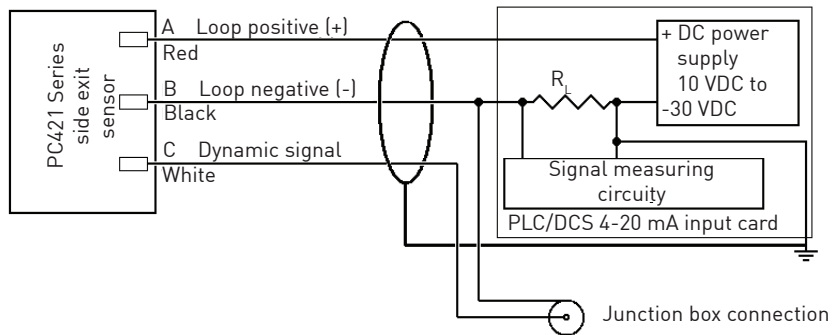 PC421 Series
side exit
sensor
A Loop positive (+)
Red
B Loop negative (-)
Black
C Dynamic signal
White
R L
+ DC power
supply
10 VDC to
-30 VDC
Signal measuring
circuity
PLC/DCS 4-20 mA input card
Junction box connection